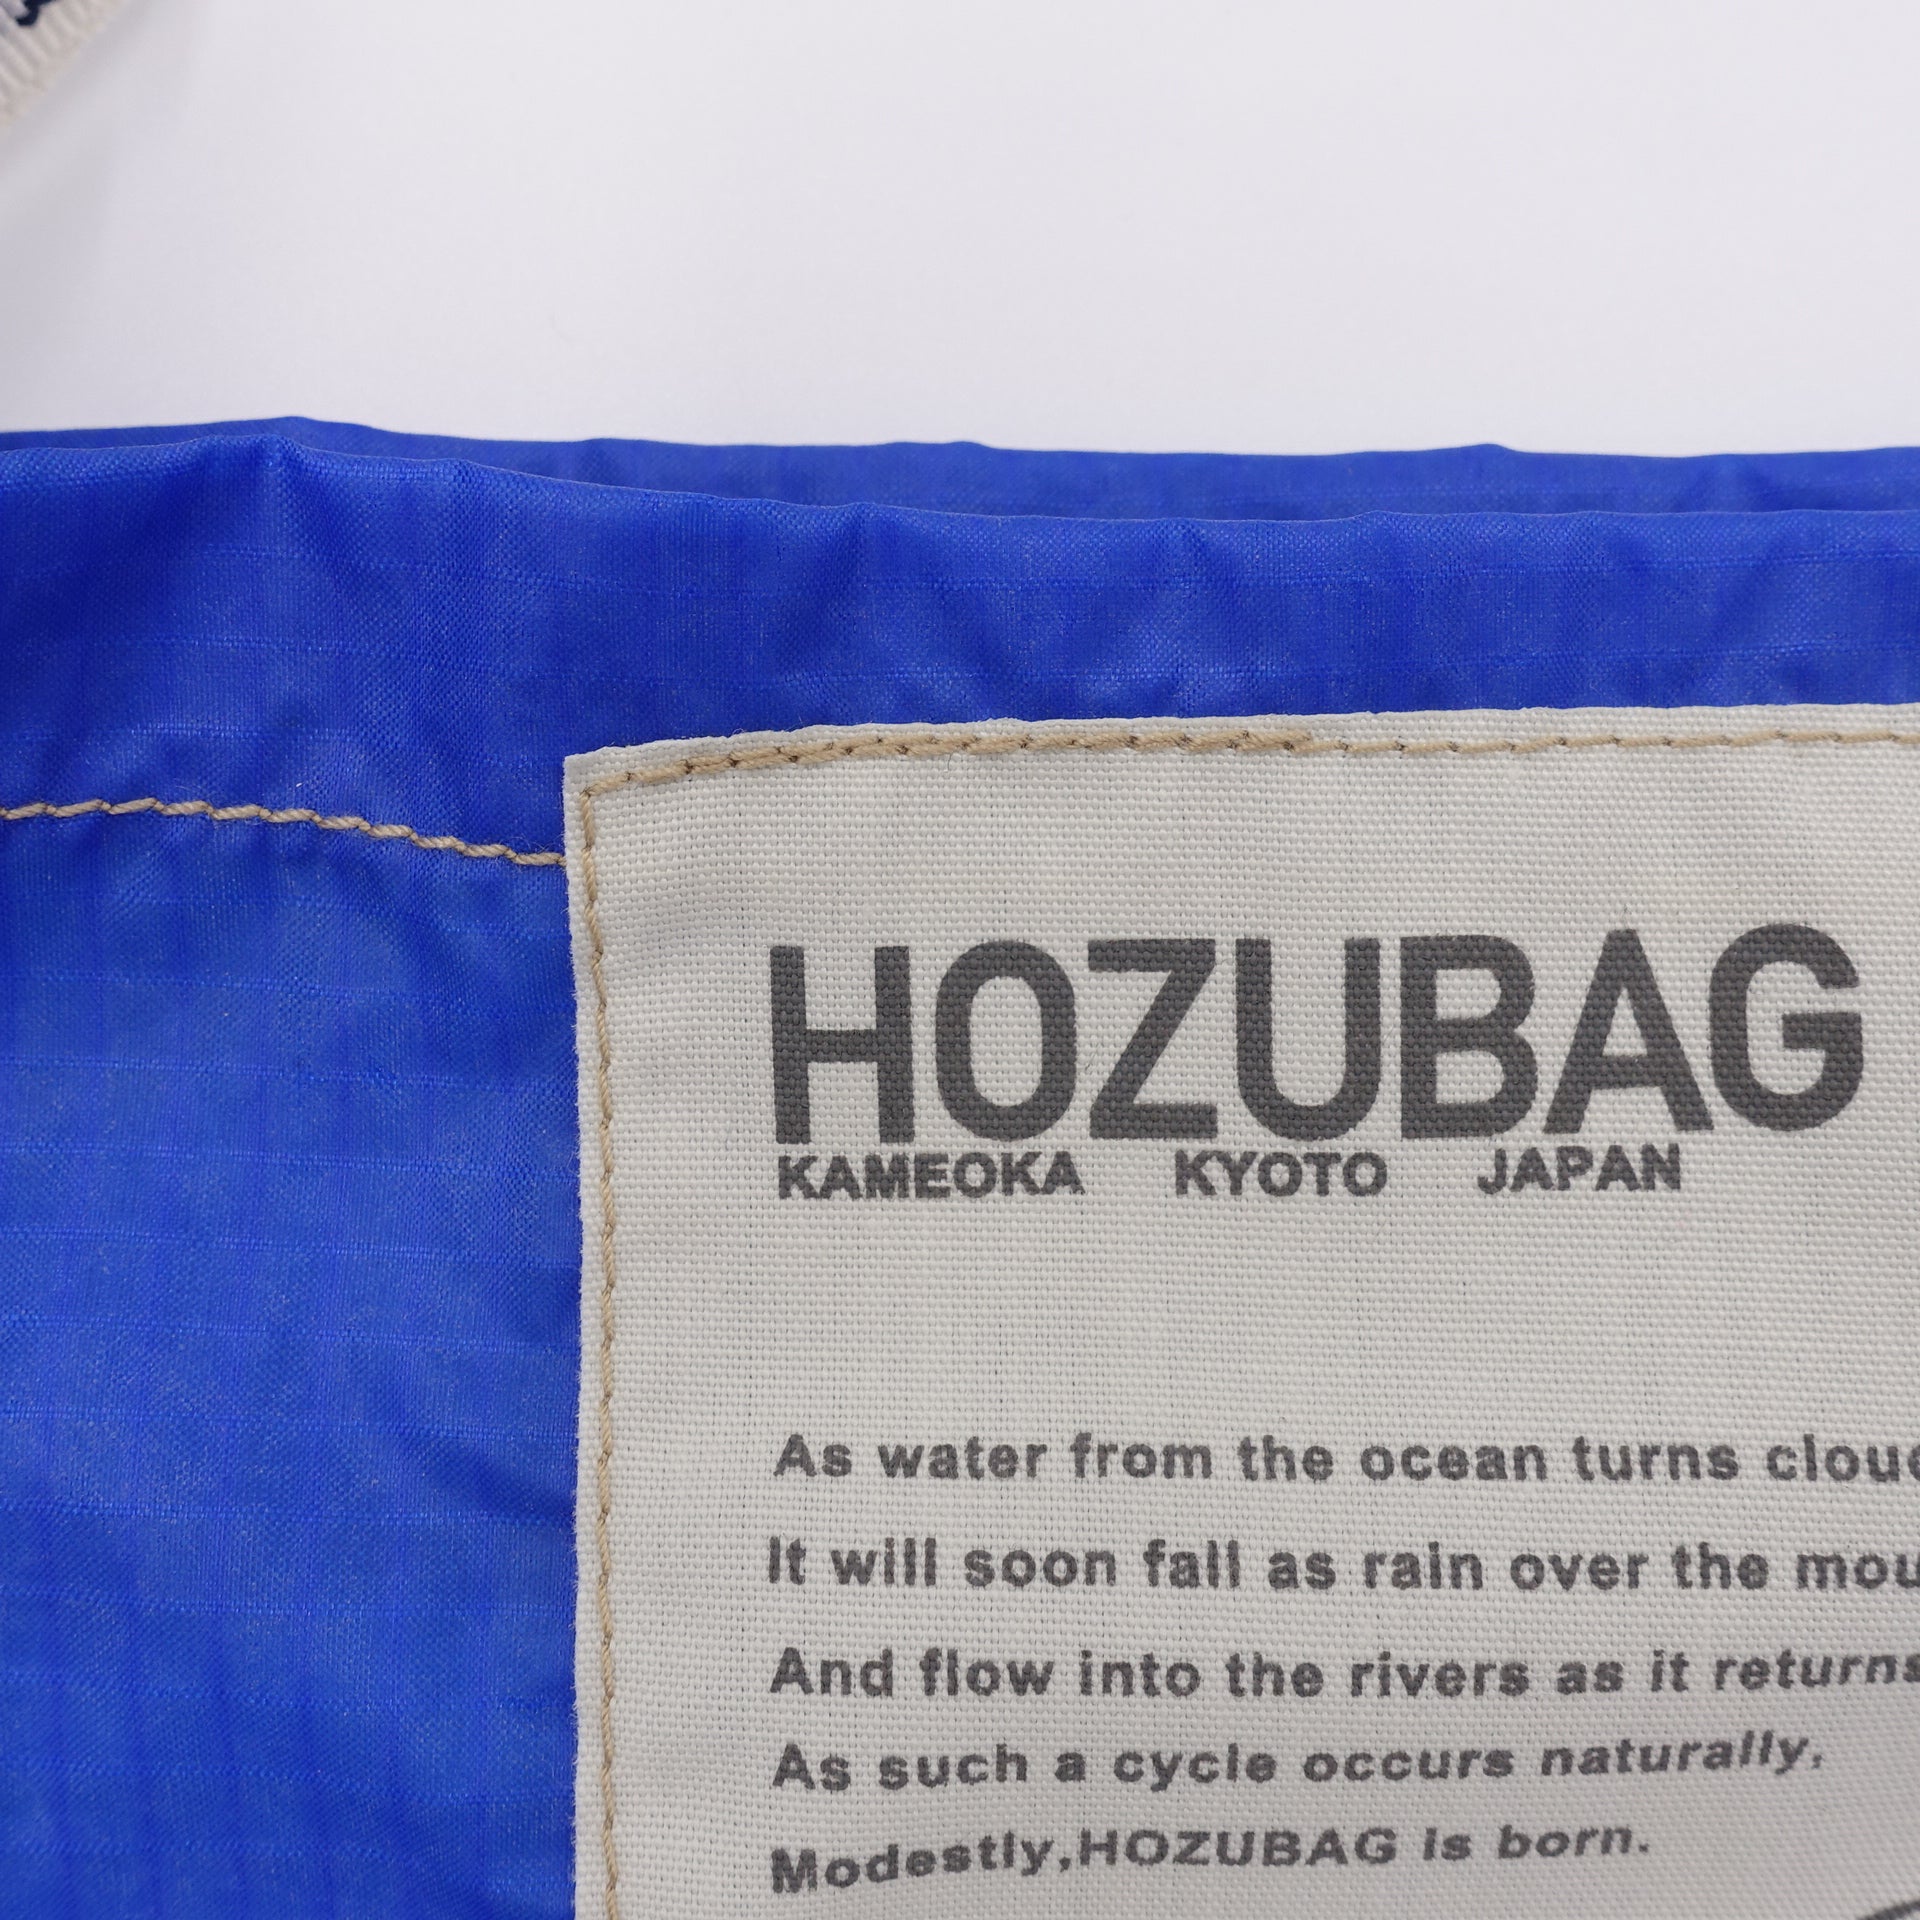 HOZUBAG
KAMEOKA KYOTO JAPAN
As water from the ocean turns
It will soon fall as rain over the
And flow into the rivers as it returns
As such a cycle occurs naturally,
Modestly,HOZUBAG is born.